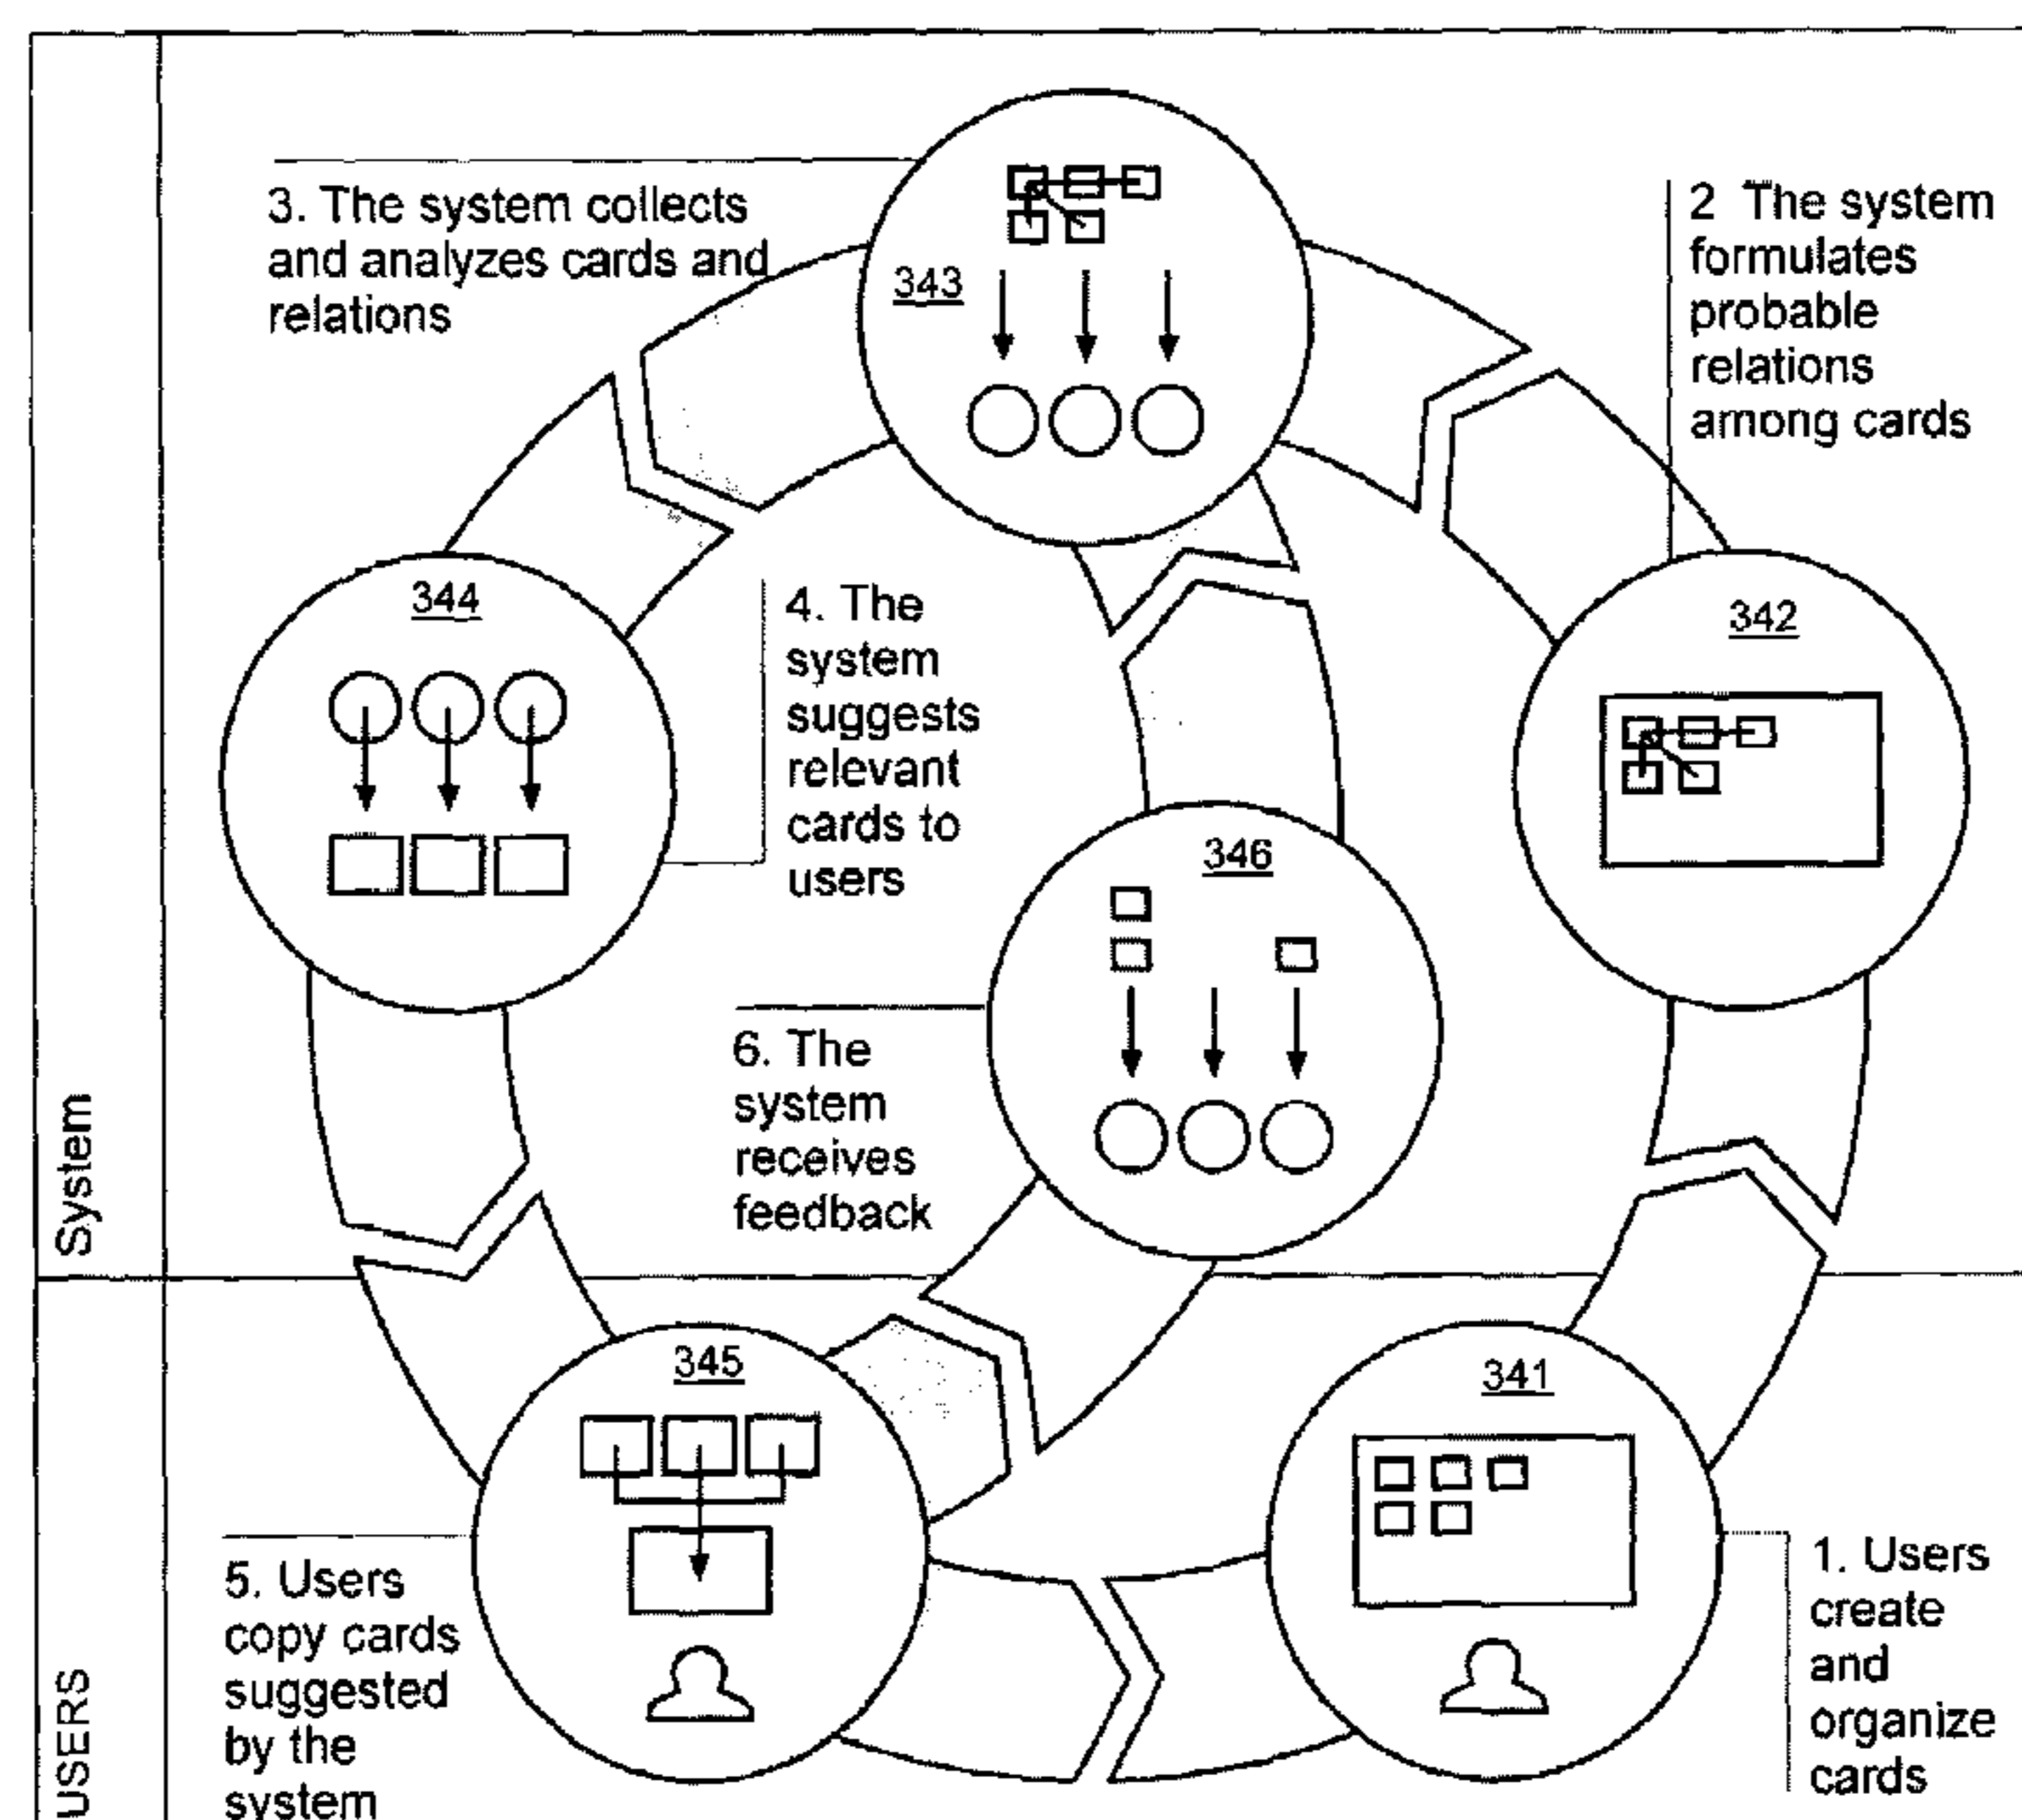 3. The system collects
and analyzes cards and
relations
343
2 The system
formulates
probable
relations
among cards
344
4. The
system
suggests
relevant
cards to
users
342
346
6. The
system
receives
feedback
System
345
341
5. Users
copy cards
suggested
by the
system
1. Users
create
and
organize
cards
USERS